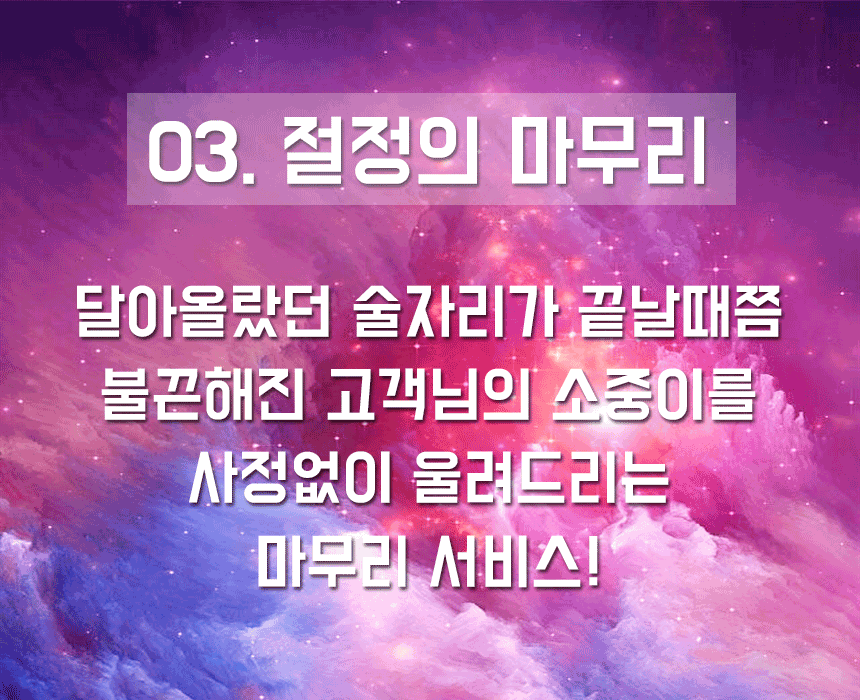 03. 절정의 마무리
달아올랐던 술자리가 끝날때쯤
불끈해진 고객님의 소중이를
사정없이 울려드리는
마무리 서비스!